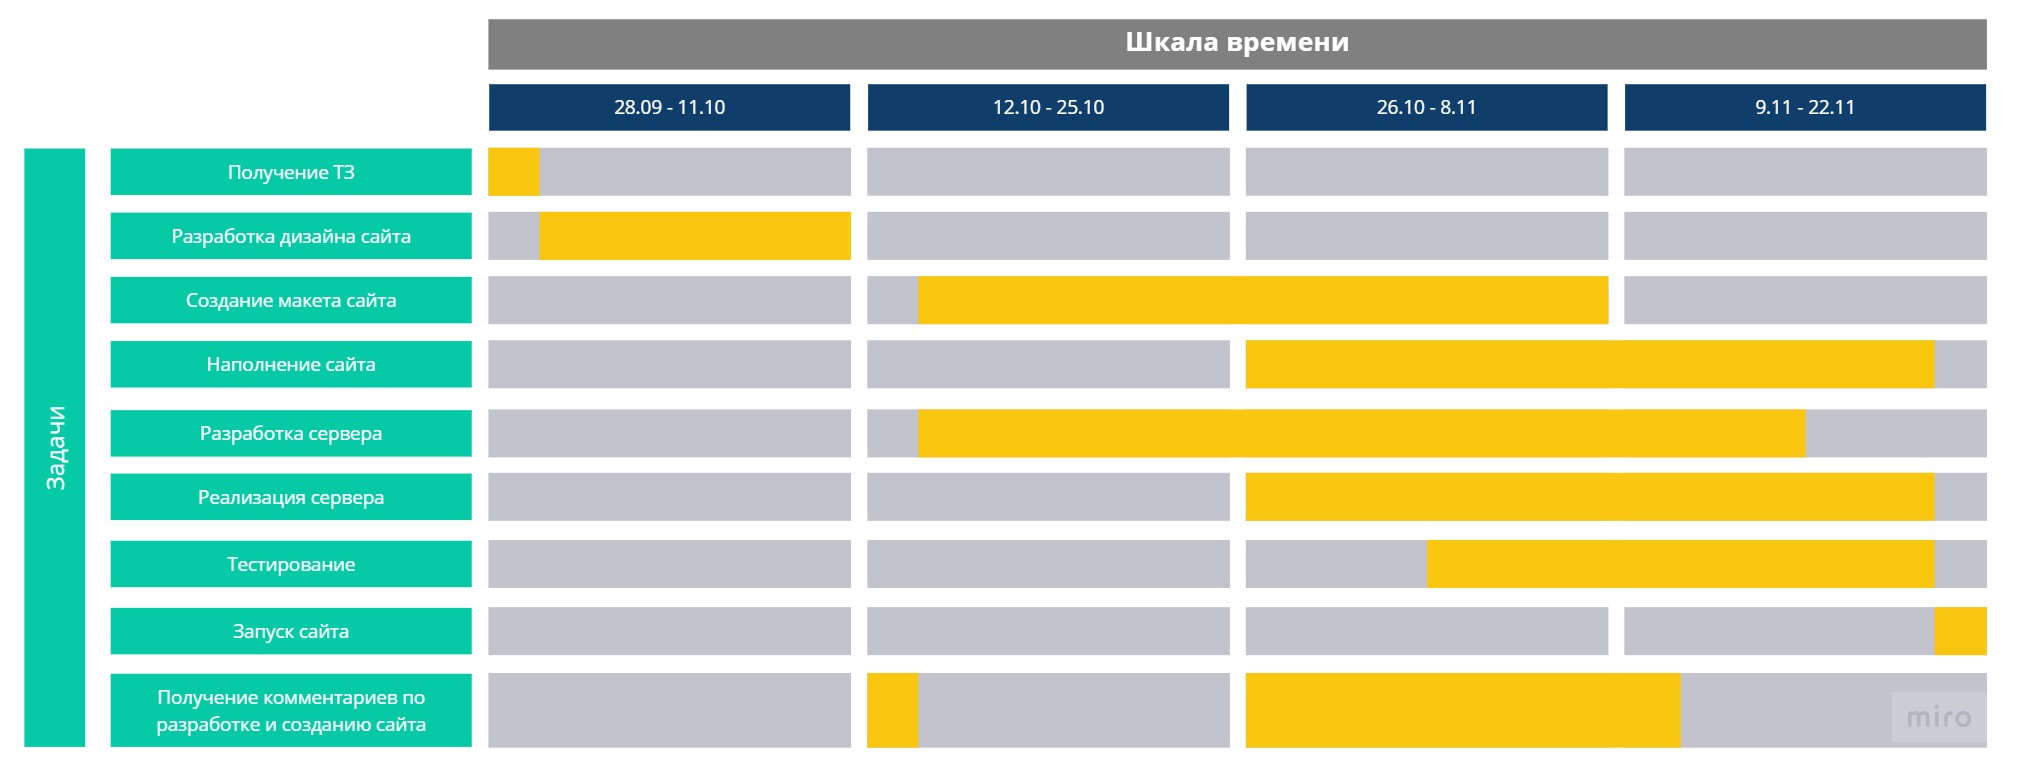 Шкала времени
28.09 - 11.10
12.10 - 25.10
26.10 - 8.11
9.11 - 22.11
Задачи
Получение ТЗ
Разработка дизайна сайта
Создание макета сайта
Наполнение сайта
Разработка сервера
Реализация сервера
Тестирование
Запуск сайта
Получение комментариев по
разработке и созданию сайта
miro